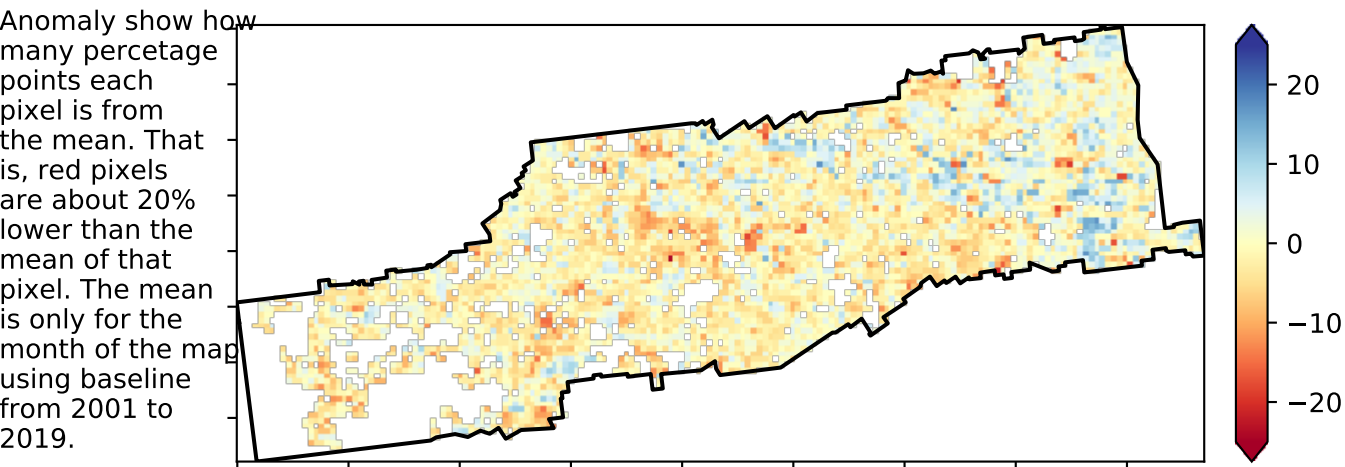 Anomaly show how
many percetage
points each
pixel is from
the mean. That
is, red pixels
are about 20%
lower than the
mean of that
pixel. The mean
is only for the
month of the map
using baseline
from 2001 to
2019.
20
10
0
−10
−20